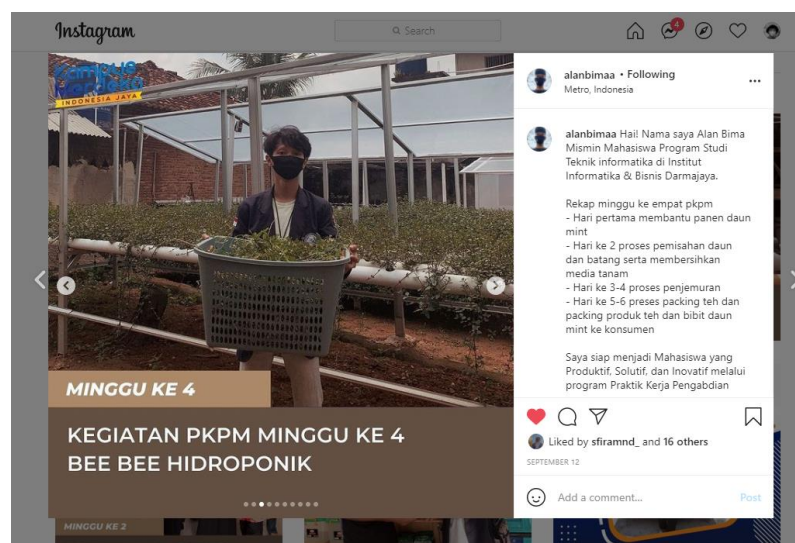 Instagram
Search
4
Kampus
Merdeka
INDONESIA JAYA
MINGGU KE 4
KEGIATAN PKPM MINGGU KE 4
BEE BEE HIDROPONIK
alanbimaa • Following
Metro, Indonesia
alanbimaa Hai! Nama saya Alan Bima
Mismin Mahasiswa Program Studi
Teknik informatika di Institut
Informatika & Bisnis Darmajaya.
Rekap minggu ke empat pkpm
- Hari pertama membantu panen daun
mint
- Hari ke 2 proses pemisahan daun
dan batang serta membersihkan
media tanam
- Hari ke 3-4 proses penjemuran
- Hari ke 5-6 preses packing teh dan
packing produk teh dan bibit daun
mint ke konsumen
Saya siap menjadi Mahasiswa yang
Produktif, Solutif, dan Inovatif melalui
program Praktik Kerja Pengabdian
Liked by sfiramnd_ and 16 others
SEPTEMBER 12
Add a comment...
Post
MINGGU KE 2